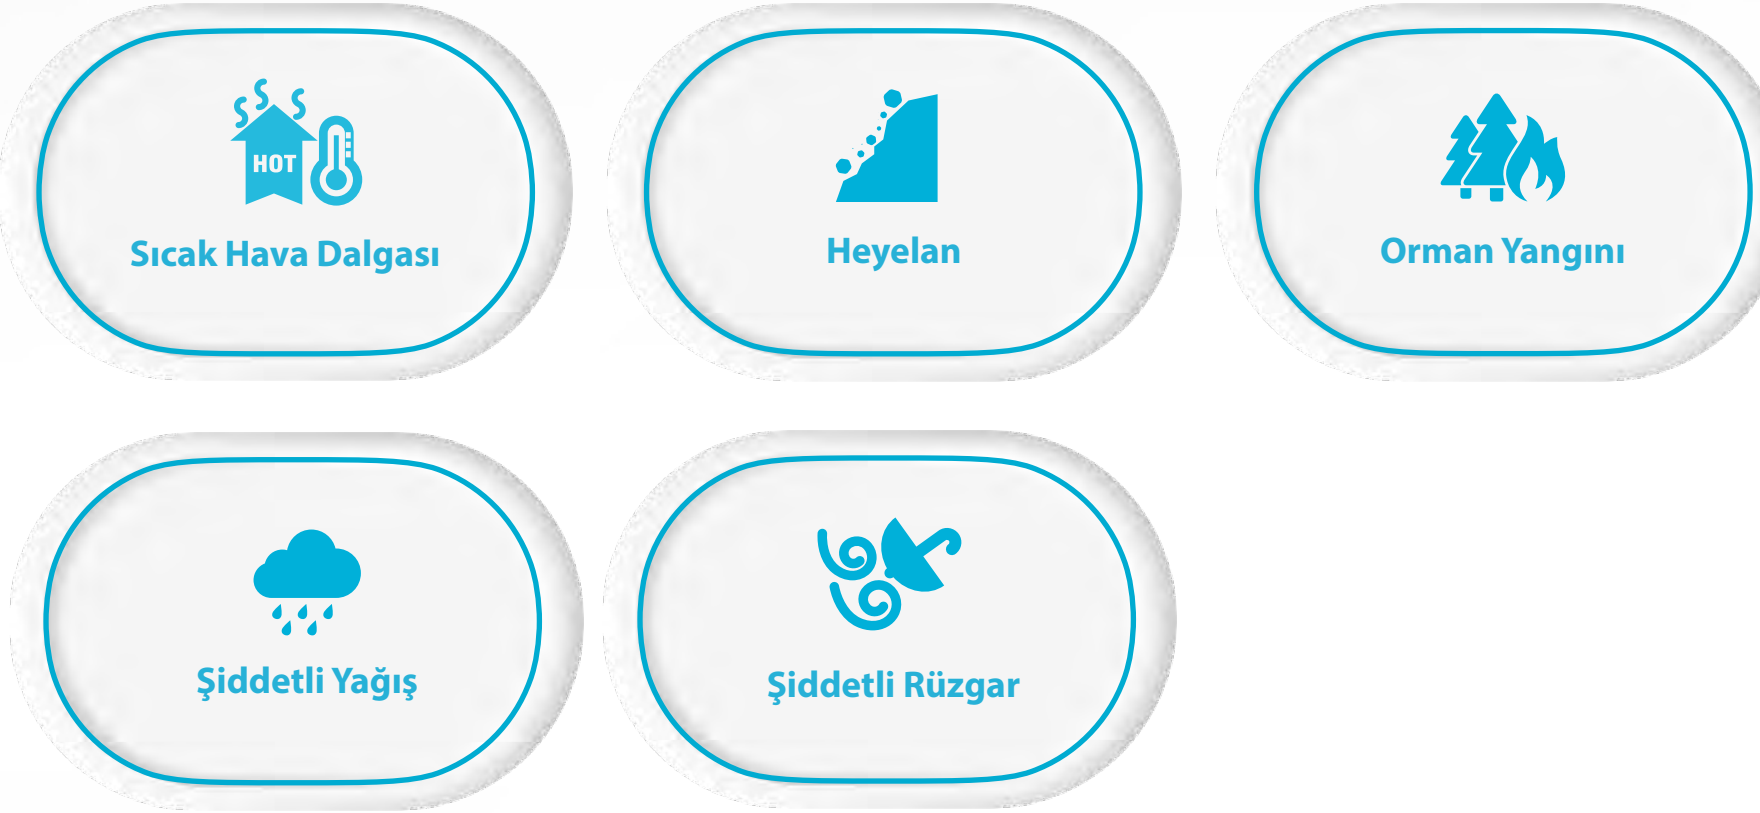 HOT
Sıcak Hava Dalgası
Heyelan
Orman Yangını
Şiddetli Yağış
Şiddetli Rüzgar